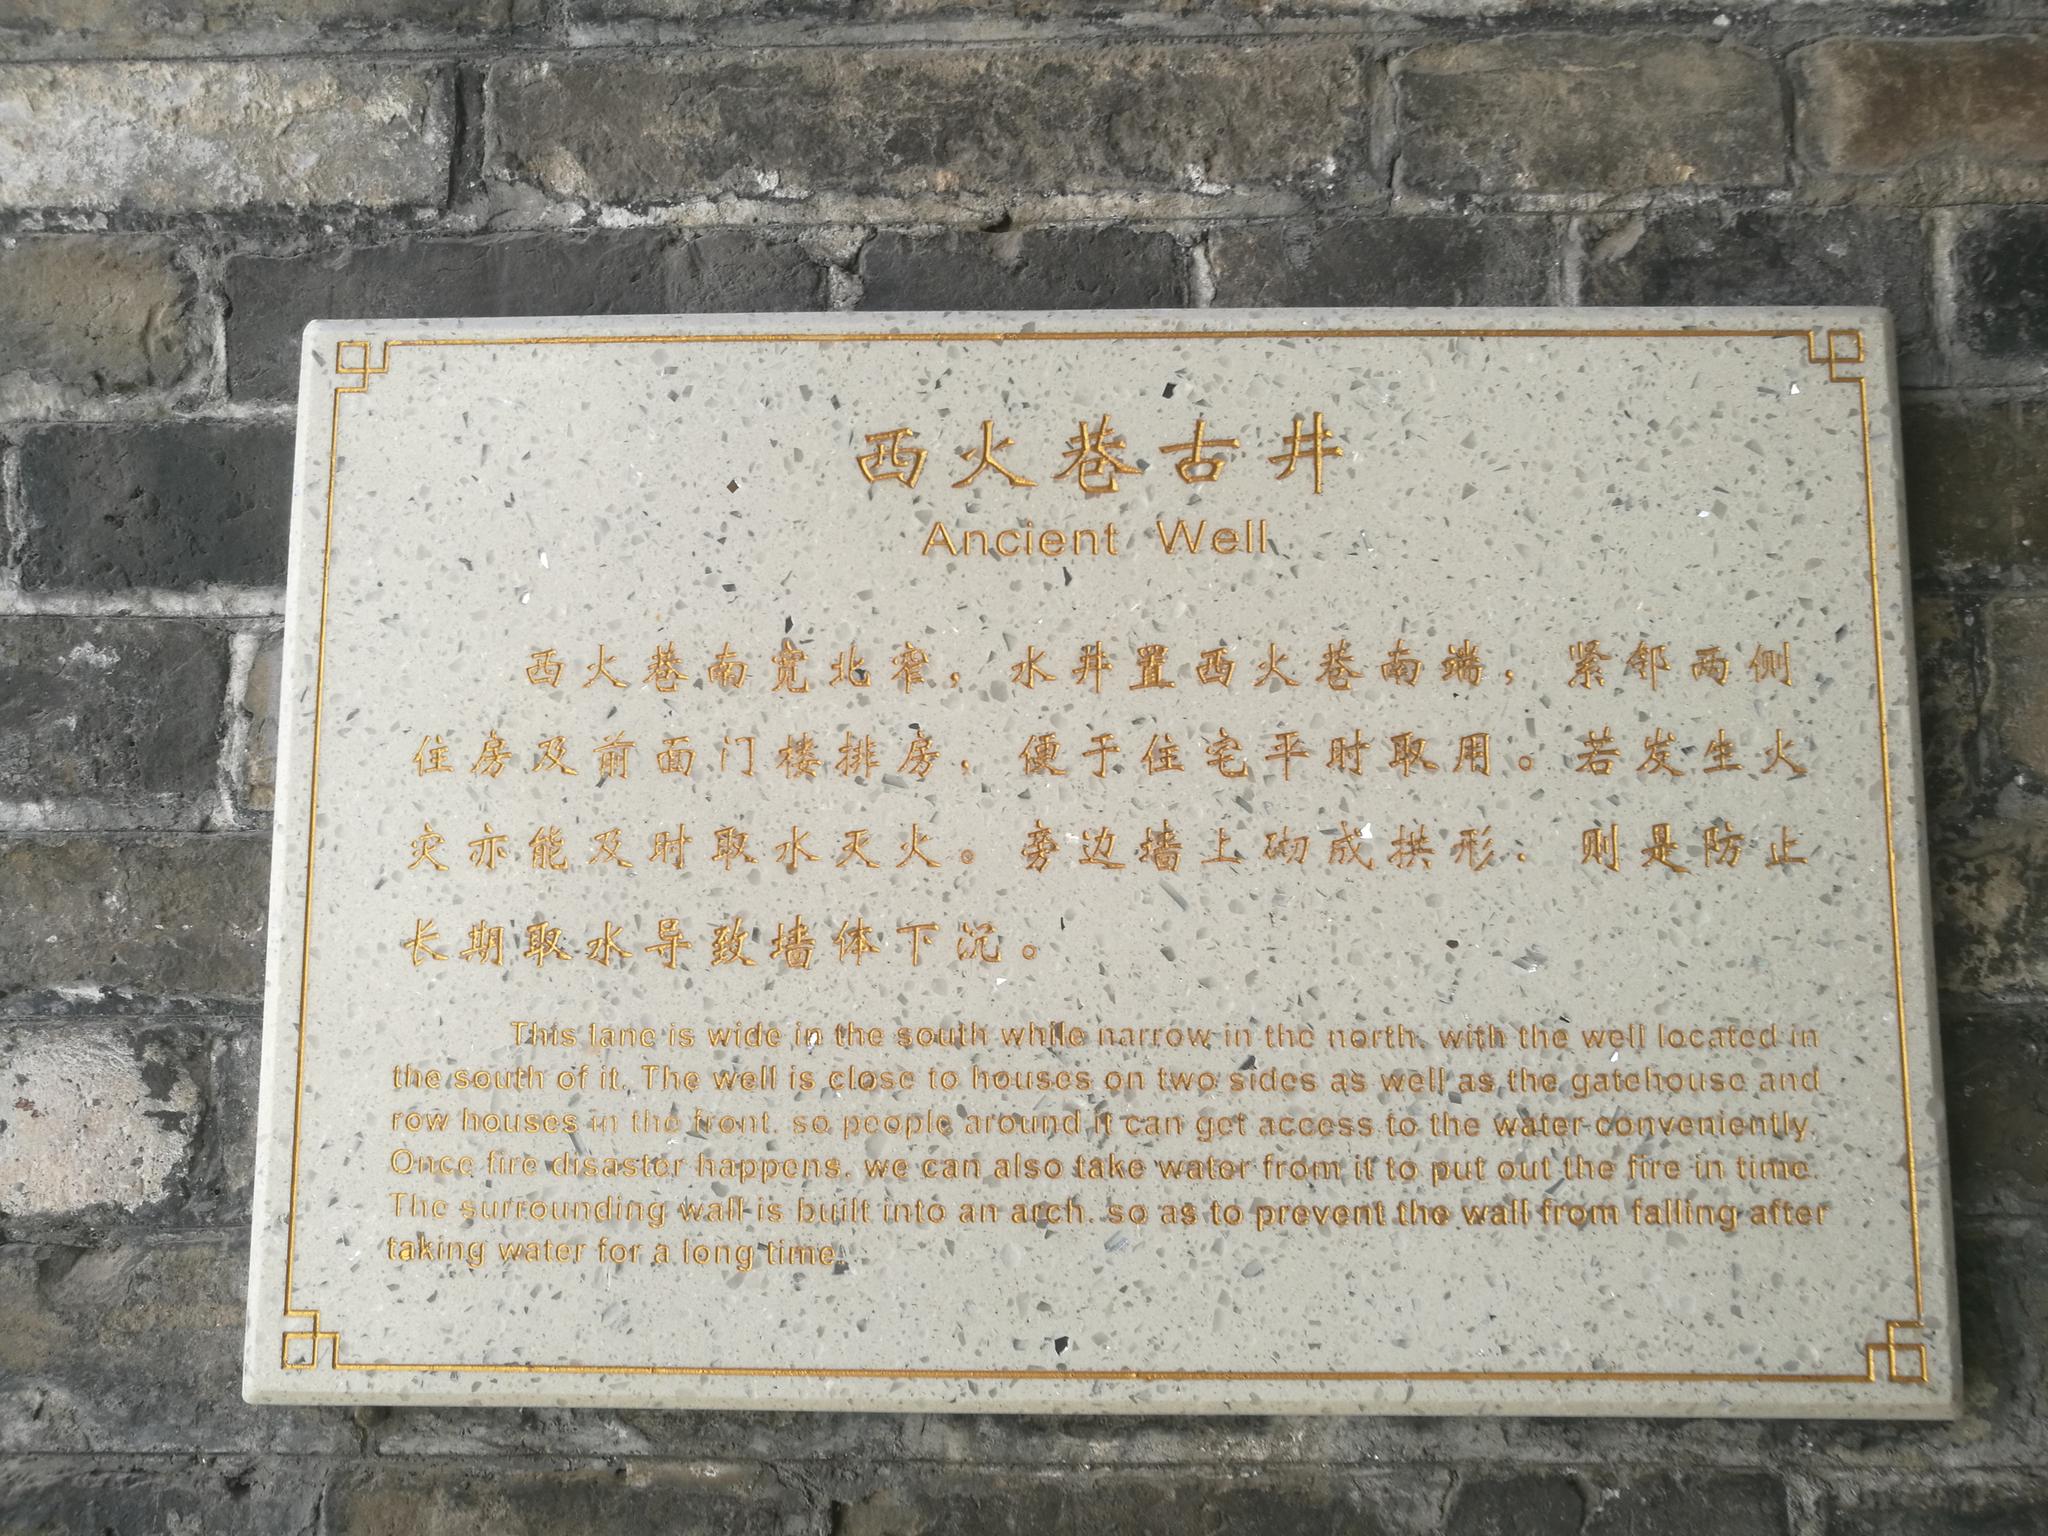 西火巷古井
Ancient Well
西火巷南宽北窄，水井置西火巷南端，紧邻两侧
住房及前面门楼排房，便于住宅平时取用。若发生火
灾亦能及时取水灭火。旁边墙上砌成拱形，则是防止
长期取水导致墙体下沉。
This lane is wide in the south while narrow in the north, with the well located in
the south of it. The well is close to houses on two sides as well as the gatehouse and
row houses in the front, so people around it can get access to the water conveniently.
Once fire disaster happens, we can also take water from it to put out the fire in time.
The surrounding wall is built into an arch, so as to prevent the wall from falling after
taking water for a long time.